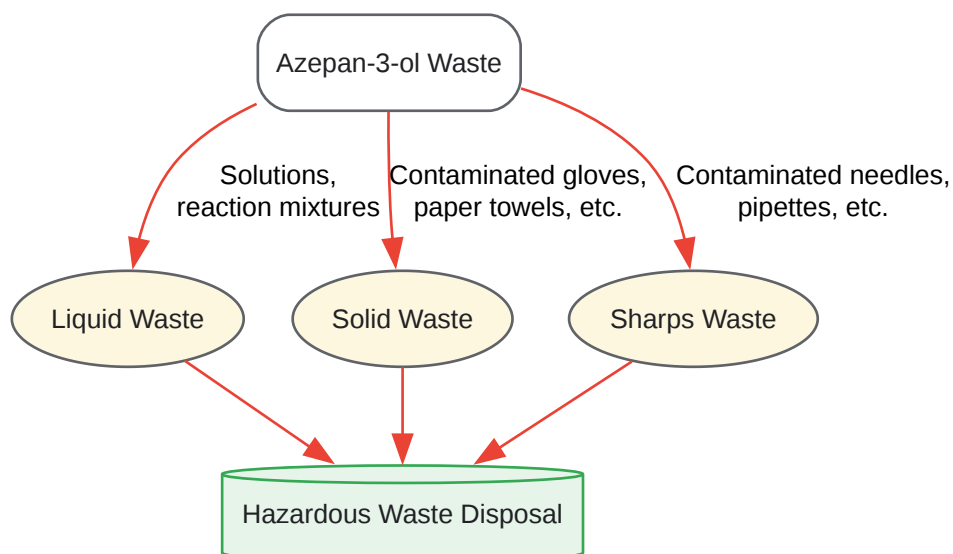 Azepan-3-ol Waste
Solutions,
reaction mixtures
Contaminated gloves,
paper towels, etc.
Contaminated needles,
pipettes, etc.
Liquid Waste
Solid Waste
Sharps Waste
Hazardous Waste Disposal